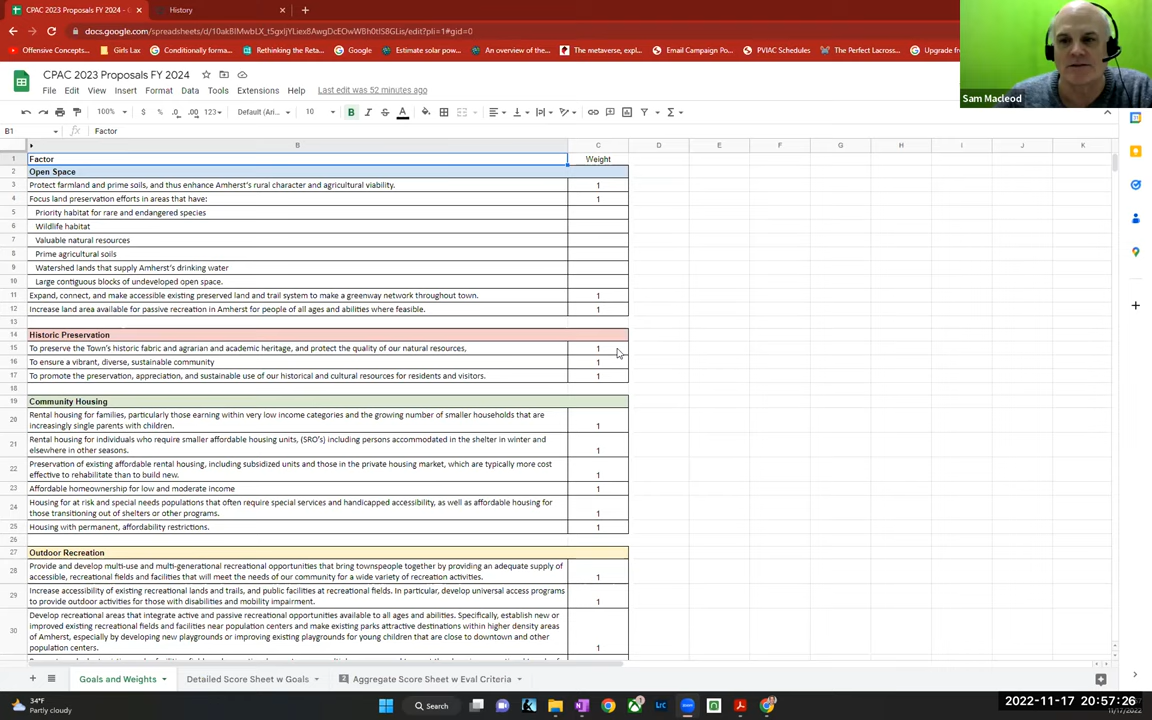 CPAC 2023 Proposals FY 2024 - G
History
docs.google.com/spreadsheets/d/
/edit?pli=1#gid=0
Offensive Concepts...
Girls Lax
Conditionally forma...
Rethinking the Reta...
Google
Estimate solar pow...
An overview of the...
The metaverse, expl...
Email Campaign Po...
PVIAC Schedules
The Perfect Lacross...
Upgrade fr
CPAC 2023 Proposals FY 2024
File Edit View Insert Format Data Tools Extensions Help Last edit was 52 minutes ago
100% $ % .0 .00 123 Default (Ari... 10 B I S A
B1 fx Factor
B C D E F G H I J K
1 Factor Weight
2 Open Space
3 Protect farmland and prime soils, and thus enhance Amherst's rural character and agricultural viability. 1
4 Focus land preservation efforts in areas that have: 1
5 Priority habitat for rare and endangered species
6 Wildlife habitat
7 Valuable natural resources
8 Prime agricultural soils
9 Watershed lands that supply Amherst's drinking water
10 Large contiguous blocks of undeveloped open space.
11 Expand, connect, and make accessible existing preserved land and trail system to make a greenway network throughout town. 1
12 Increase land area available for passive recreation in Amherst for people of all ages and abilities where feasible. 1
13
14 Historic Preservation
15 To preserve the Town's historic fabric and agrarian and academic heritage, and protect the quality of our natural resources, 1
16 To ensure a vibrant, diverse, sustainable community 1
17 To promote the preservation, appreciation, and sustainable use of our historical and cultural resources for residents and visitors. 1
18
19 Community Housing
Rental housing for families, particularly those earning within very low income categories and the growing number of smaller households that are
20 increasingly single parents with children. 1
Rental housing for individuals who require smaller affordable housing units, (SRO's) including persons accommodated in the shelter in winter and
21 elsewhere in other seasons. 1
Preservation of existing affordable rental housing, including subsidized units and those in the private housing market, which are typically more cost
22 effective to rehabilitate than to build new. 1
23 Affordable homeownership for low and moderate income 1
Housing for at risk and special needs populations that often require special services and handicapped accessibility, as well as affordable housing for
24 those transitioning out of shelters or other programs. 1
25 Housing with permanent, affordability restrictions. 1
26
27 Outdoor Recreation
Provide and develop multi-use and multi-generational recreational opportunities that bring townspeople together by providing an adequate supply of
28 accessible, recreational fields and facilities that will meet the needs of our community for a wide variety of recreation activities. 1
Increase accessibility of existing recreational lands and trails, and public facilities at recreational fields. In particular, develop universal access programs
29 to provide outdoor activities for those with disabilities and mobility impairment. 1
Develop recreational areas that integrate active and passive recreational opportunities available to all ages and abilities. Specifically, establish new or
improved existing recreational fields and facilities near population centers and make existing parks attractive destinations within higher density areas
30 of Amherst, especially by developing new playgrounds or improving existing playgrounds for young children that are close to downtown and other
population centers. 1
Goals and Weights Detailed Score Sheet w Goals 2 Aggregate Score Sheet w Eval Criteria
34°F
Partly cloudy
Search
2022-11-17 20:57:26
11/17/2022
Sam Macleod